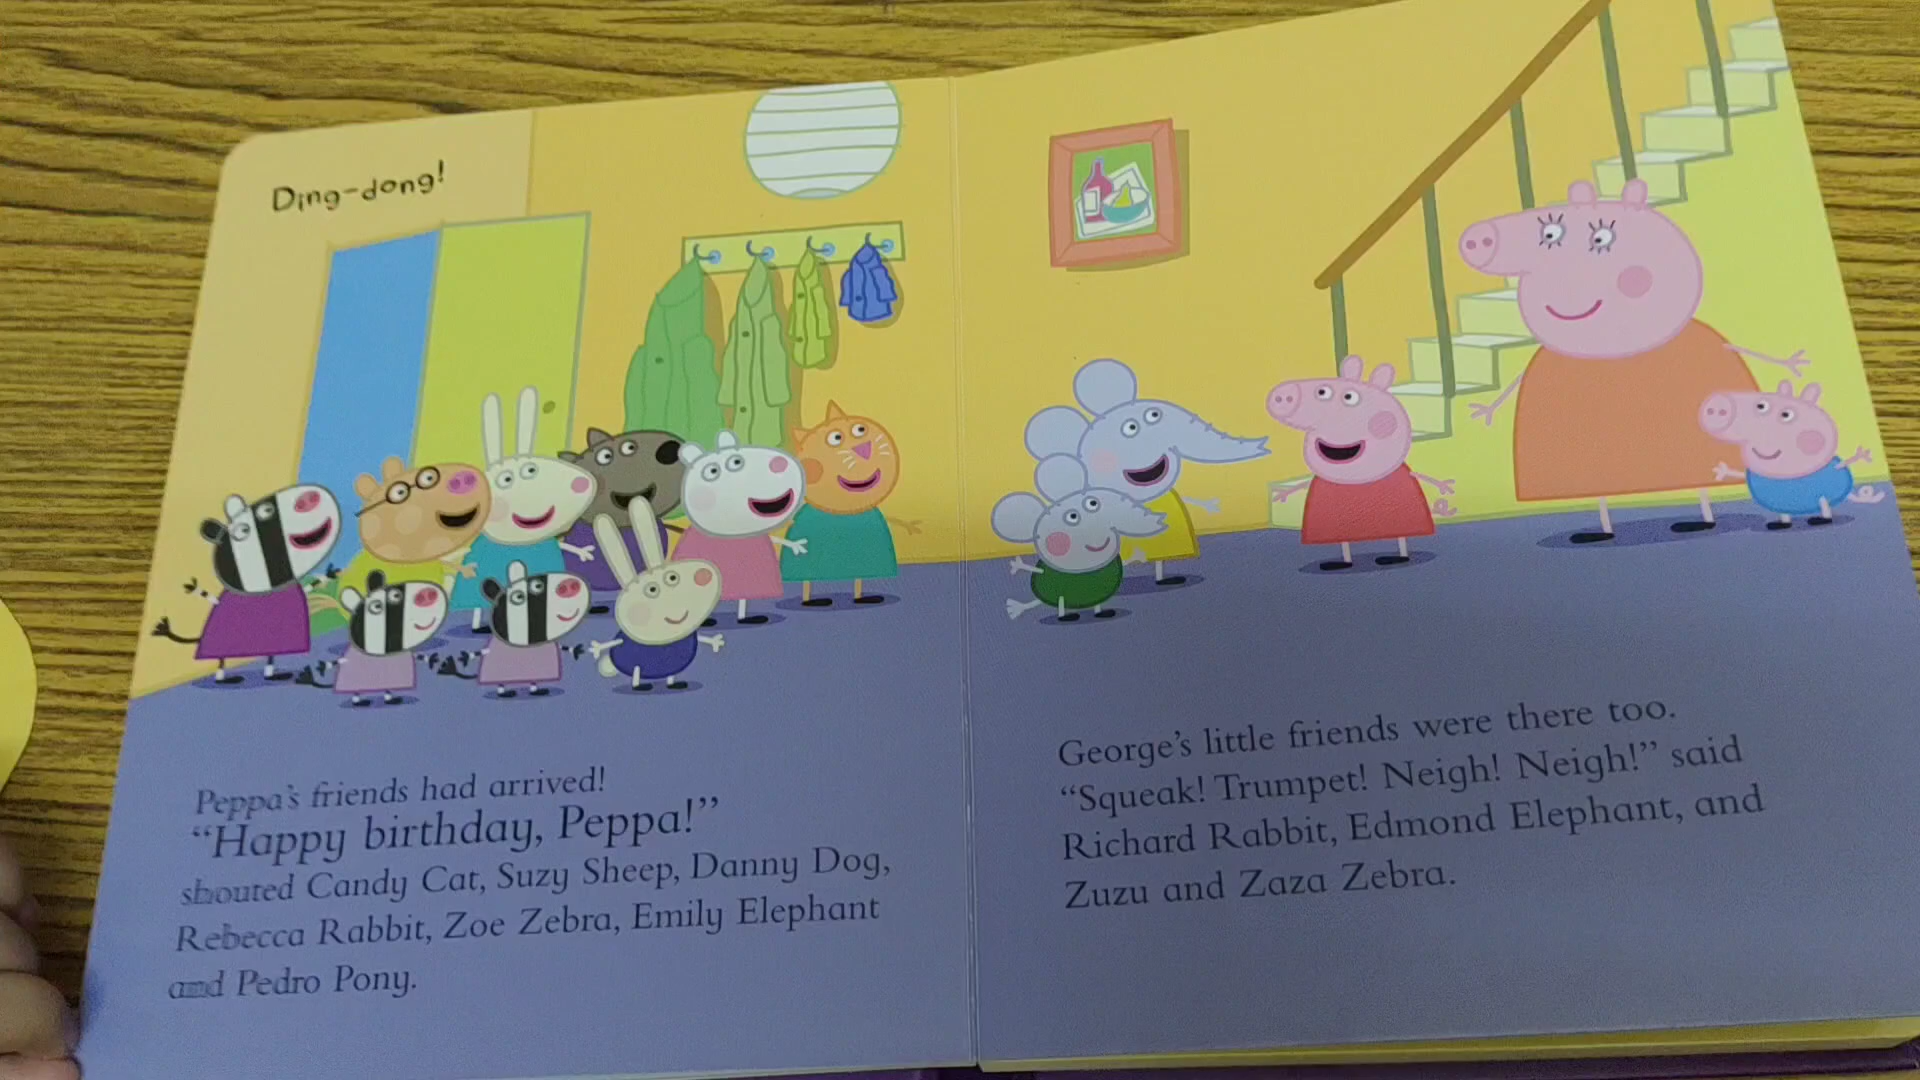 Ding-dong!
Peppa's friends had arrived!
"Happy birthday, Peppa!"
shouted Candy Cat, Suzy Sheep, Danny Dog,
Rebecca Rabbit, Zoe Zebra, Emily Elephant
and Pedro Pony.
George's little friends were there too.
"Squeak! Trumpet! Neigh! Neigh!" said
Richard Rabbit, Edmond Elephant, and
Zuzu and Zaza Zebra.